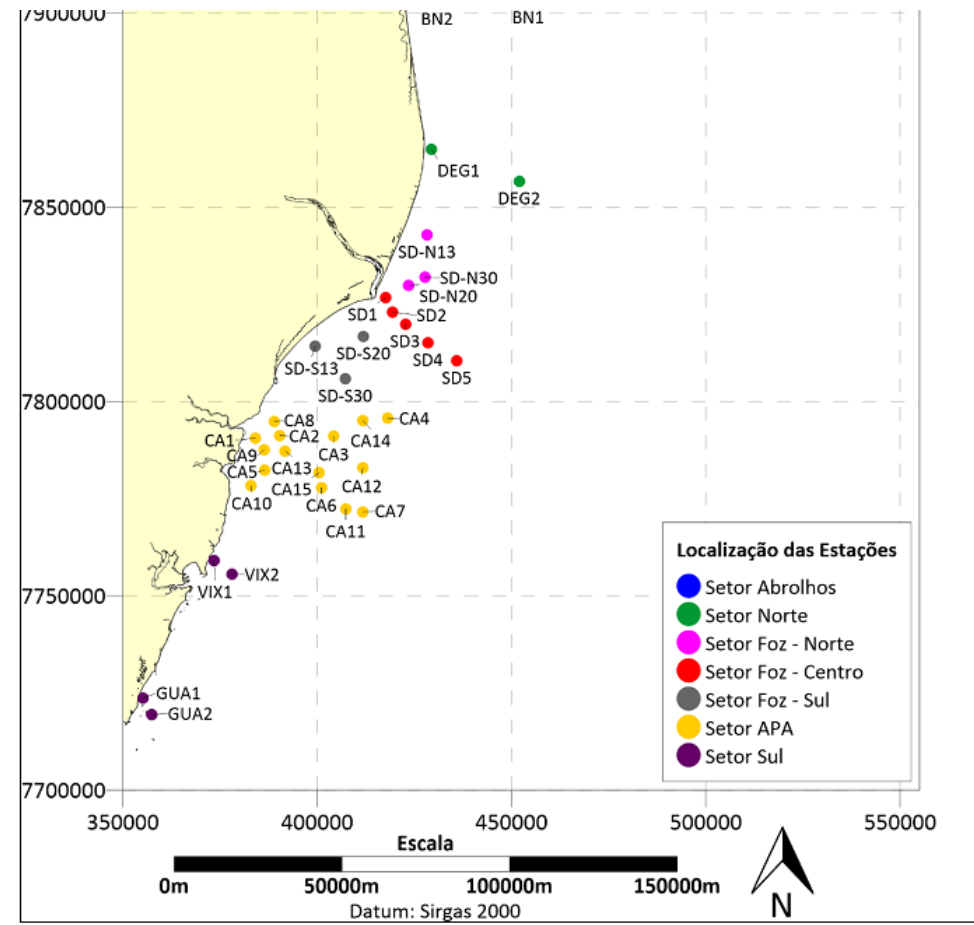 7900000
BN2
BN1
DEG1
DEG2
7850000
SD-N13
SD-N30
SD-N20
SD1
SD2
SD3
SD4
SD5
SD-S20
SD-S13
SD-S30
7800000
CA4
CA8
CA1
CA2
CA14
CA3
CA9
CA13
CA5
CA15
CA12
CA10
CA6
CA7
CA11
VIX2
VIX1
7750000
GUA1
GUA2
7700000
Localização das Estações
Setor Abrolhos
Setor Norte
Setor Foz - Norte
Setor Foz - Centro
Setor Foz - Sul
Setor APA
Setor Sul
350000 400000 450000 500000 550000
Escala
0m 50000m 100000m 150000m
Datum: Sirgas 2000
N